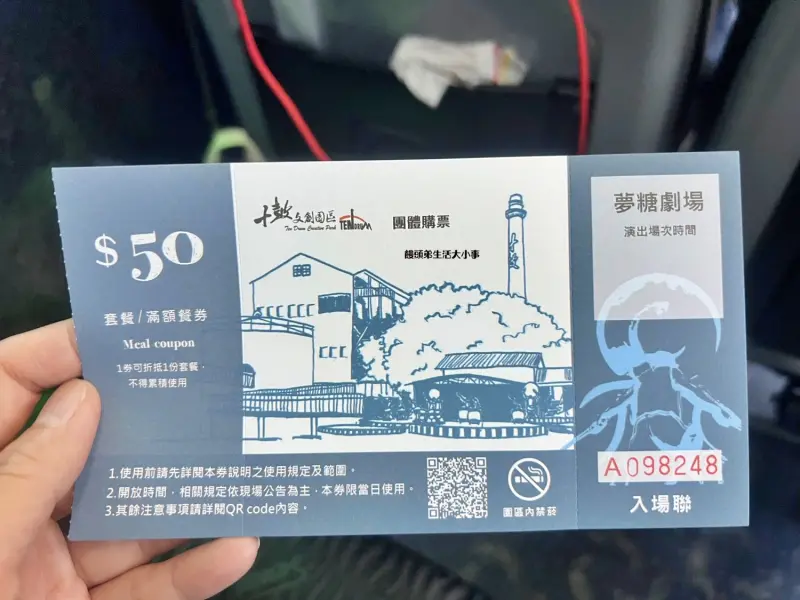 $50
套餐/滿額餐券
Meal coupon
1券可折抵1份套餐，
不得累積使用
十鼓文創園區
Ten Drum Creative Park
TENDRUM
團體購票
饅頭弟生活大小事
十鼓
1.使用前請先詳閱本券說明之使用規定及範圍。
2.開放時間，相關規定依現場公告為主，本券限當日使用。
3.其餘注意事項請詳閱QR code內容。
園區內禁菸
夢糖劇場
演出場次時間
A098248
入場聯